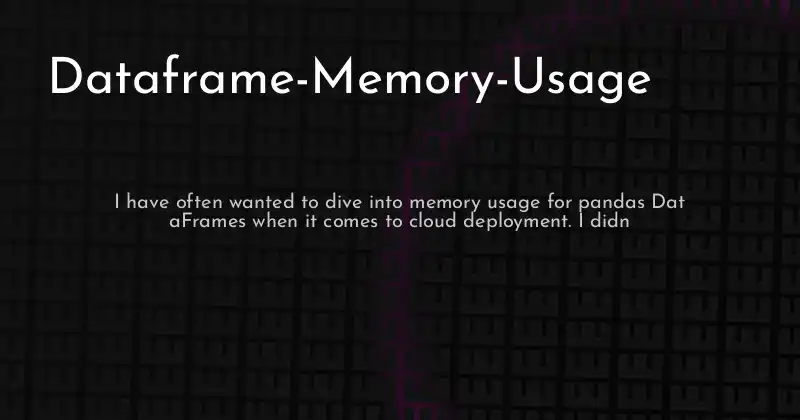 Dataframe-Memory-Usage
I have often wanted to dive into memory usage for pandas Dat
aFrames when it comes to cloud deployment. I didn